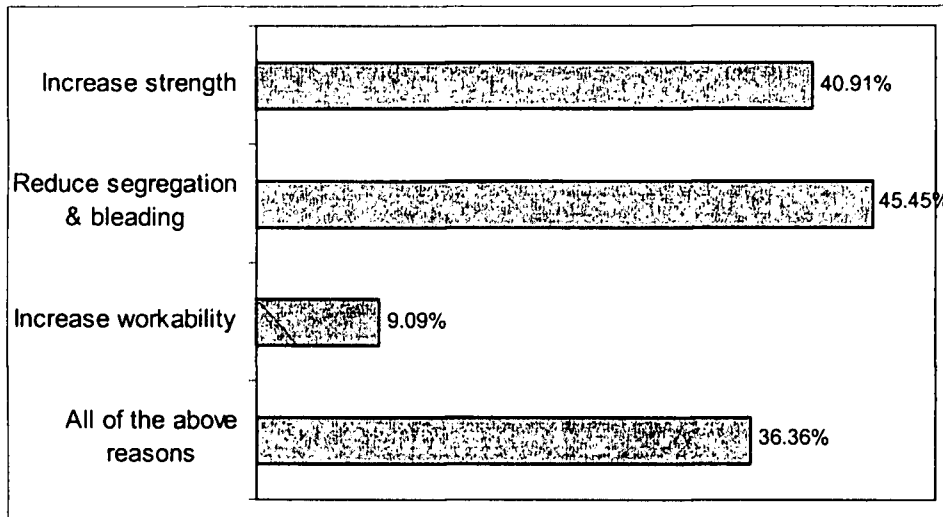 Increase strength
40.91%
Reduce segregation
& bleading
45.45%
Increase workability
9.09%
All of the above
reasons
36.36%